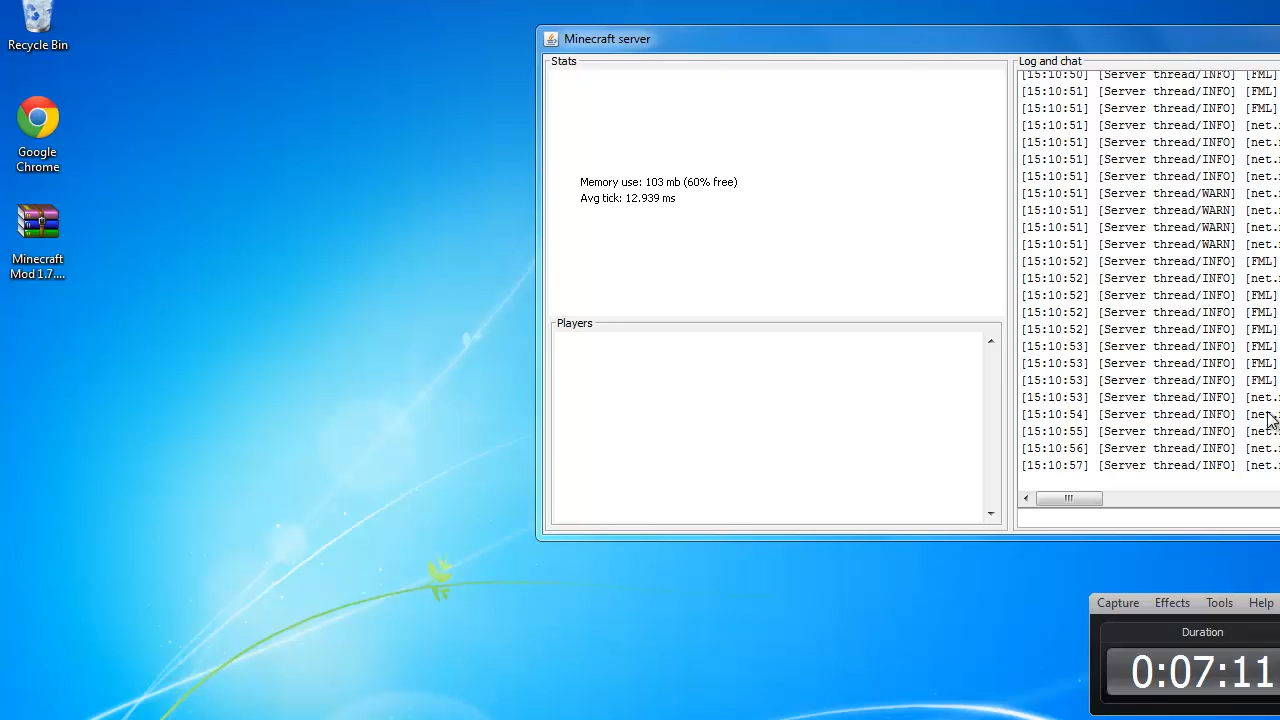 Recycle Bin
Google
Chrome
Minecraft
Mod 1.7....
Minecraft server
Stats
Memory use: 103 mb (60% free)
Avg tick: 12.939 ms
Players
Log and chat
[15:10:50] [Server thread/INFO] [FML]
[15:10:51] [Server thread/INFO] [FML]
[15:10:51] [Server thread/INFO] [FML]
[15:10:51] [Server thread/INFO] [net.
[15:10:51] [Server thread/INFO] [net.
[15:10:51] [Server thread/INFO] [net.
[15:10:51] [Server thread/INFO] [net.
[15:10:51] [Server thread/WARN] [net.
[15:10:51] [Server thread/WARN] [net.
[15:10:51] [Server thread/WARN] [net.
[15:10:51] [Server thread/WARN] [net.
[15:10:52] [Server thread/INFO] [FML]
[15:10:52] [Server thread/INFO] [net.
[15:10:52] [Server thread/INFO] [FML]
[15:10:52] [Server thread/INFO] [FML]
[15:10:52] [Server thread/INFO] [FML]
[15:10:53] [Server thread/INFO] [FML]
[15:10:53] [Server thread/INFO] [FML]
[15:10:53] [Server thread/INFO] [FML]
[15:10:53] [Server thread/INFO] [net.
[15:10:54] [Server thread/INFO] [net
[15:10:55] [Server thread/INFO] [net.
[15:10:56] [Server thread/INFO] [net.
[15:10:57] [Server thread/INFO] [net.
Capture Effects Tools Help
Duration
0:07:11